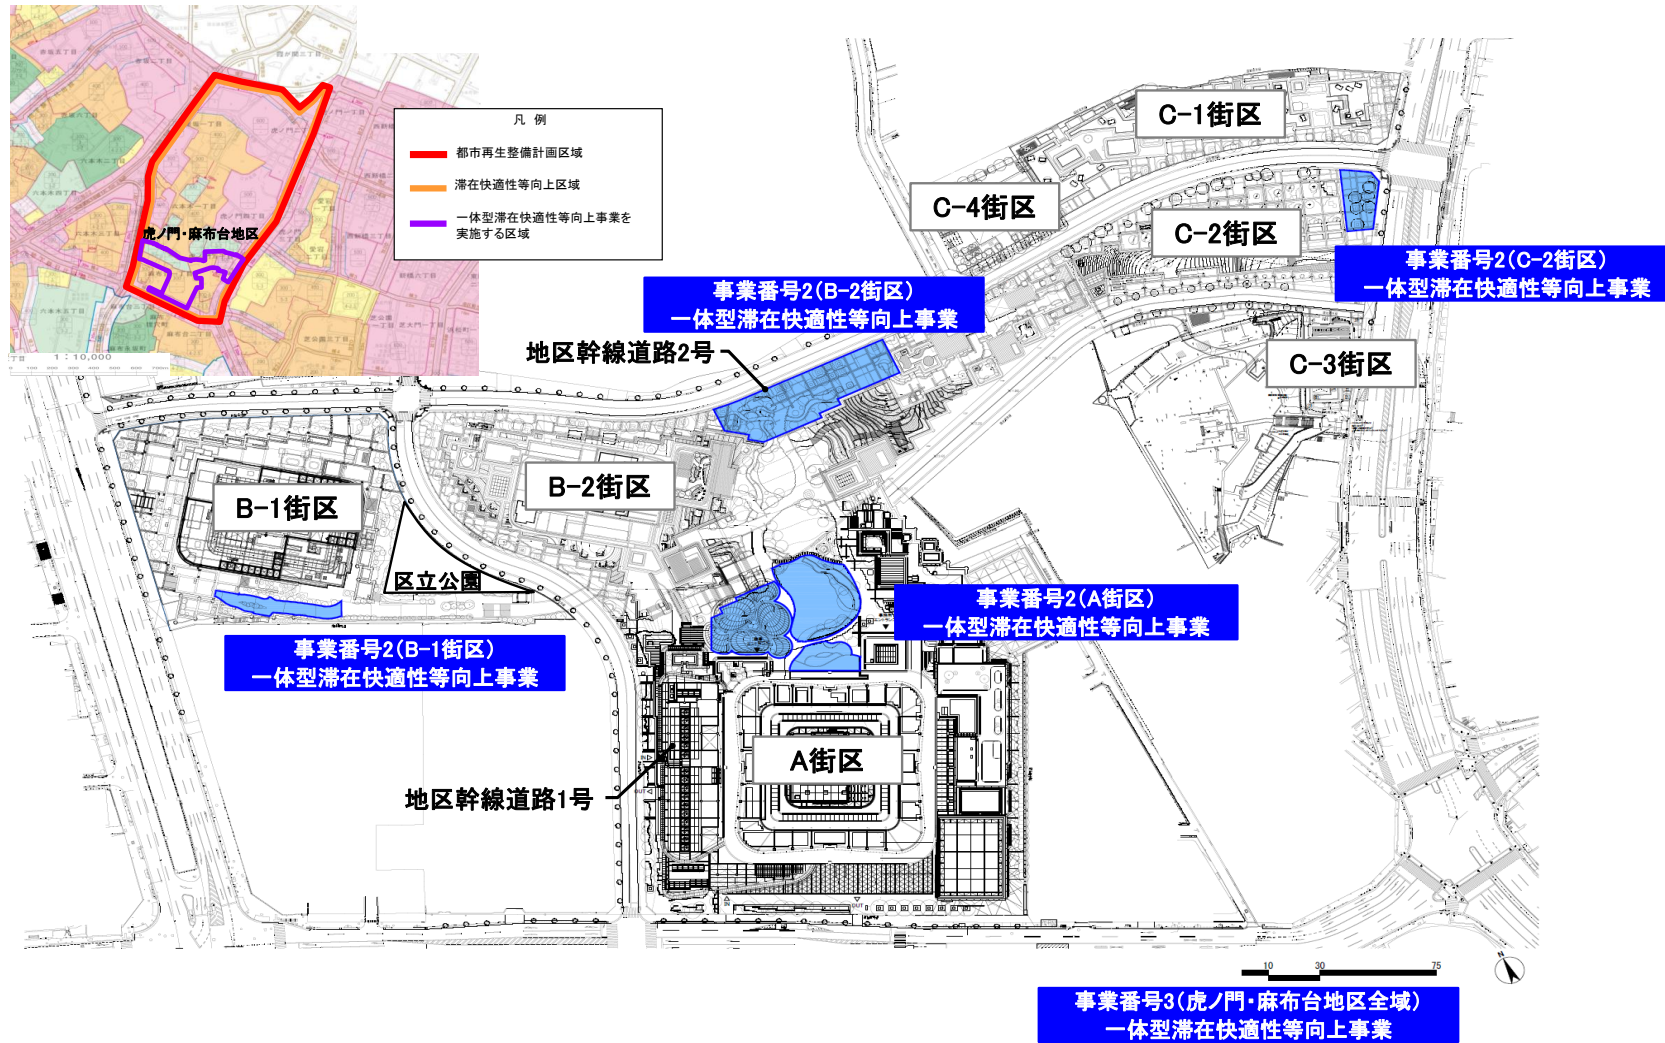 凡 例
都市再生整備計画区域
滞在快適性等向上区域
一体型滞在快適性等向上事業を
実施する区域
虎ノ門・麻布台地区
1：10,000
C-1街区
C-4街区
C-2街区
事業番号2(C-2街区)
一体型滞在快適性等向上事業
事業番号2(B-2街区)
一体型滞在快適性等向上事業
地区幹線道路2号
C-3街区
B-2街区
B-1街区
区立公園
事業番号2(A街区)
一体型滞在快適性等向上事業
事業番号2(B-1街区)
一体型滞在快適性等向上事業
A街区
地区幹線道路1号
IN
OUT
IN
OUT
N
10 30 75
事業番号3(虎ノ門・麻布台地区全域)
一体型滞在快適性等向上事業